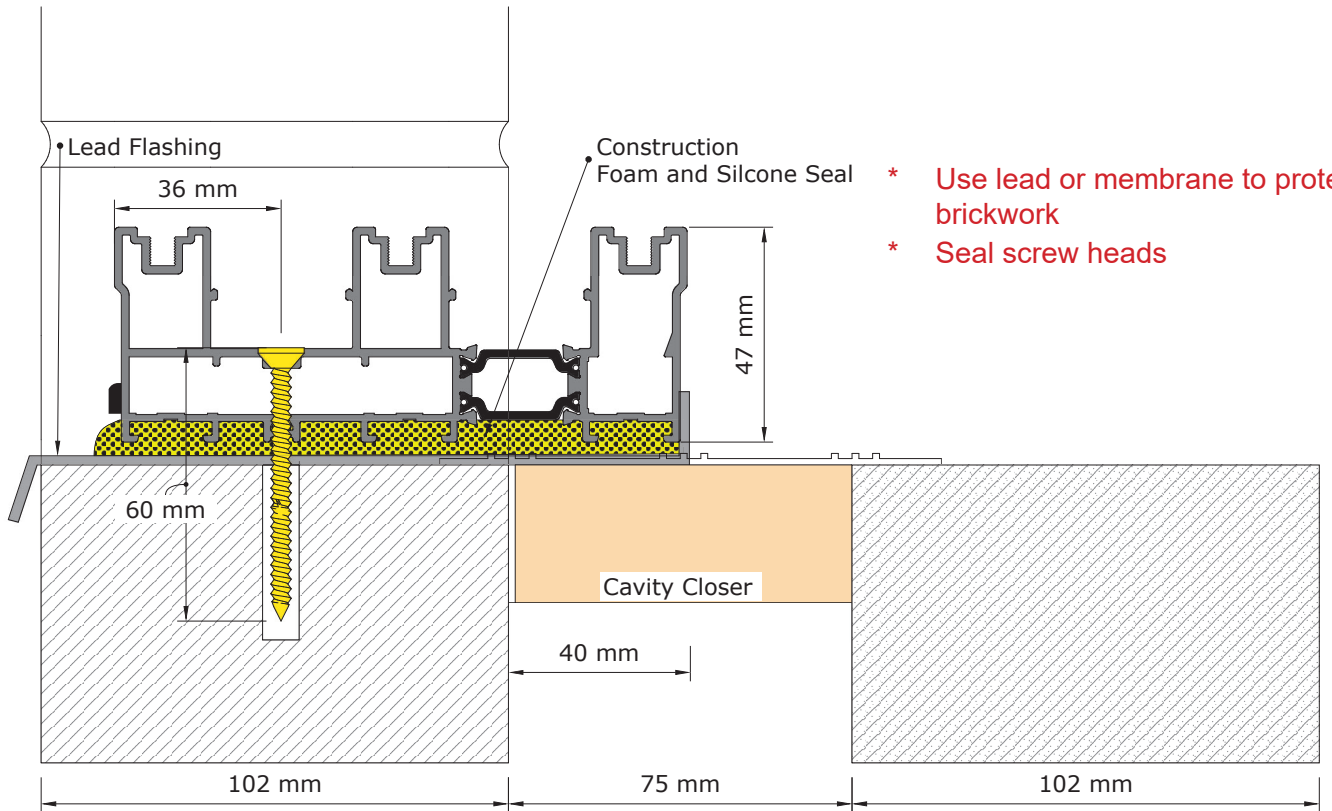 Lead Flashing
Construction
Foam and Silcone Seal
* Use lead or membrane to prote
brickwork
* Seal screw heads
36 mm
47 mm
60 mm
Cavity Closer
40 mm
102 mm
75 mm
102 mm